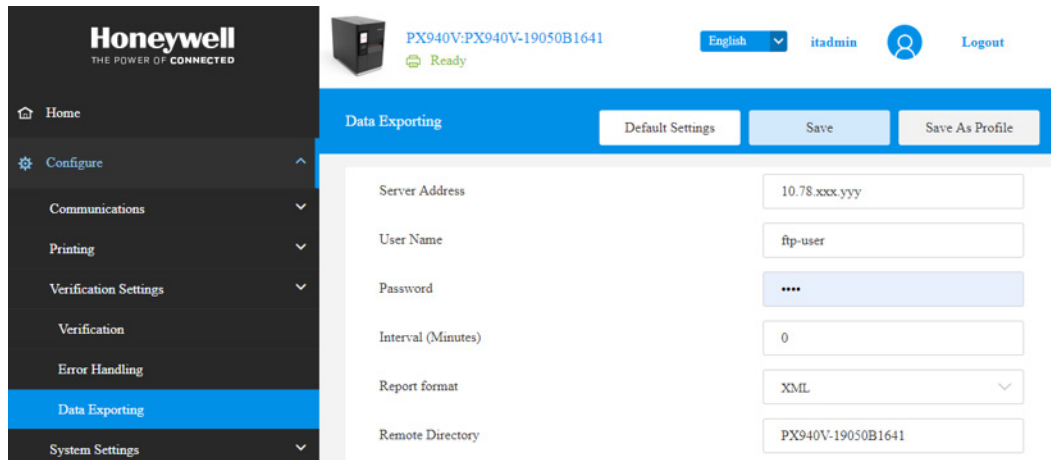 Honeywell
THE POWER OF CONNECTED
PX940V:PX940V-19050B1641
Ready
English
itadmin
Logout
Home
Configure
Communications
Printing
Verification Settings
Verification
Error Handling
Data Exporting
System Settings
Data Exporting
Default Settings
Save
Save As Profile
Server Address
10.78.xxx.yyy
User Name
ftp-user
Password
••••
Interval (Minutes)
0
Report format
XML
Remote Directory
PX940V-19050B1641